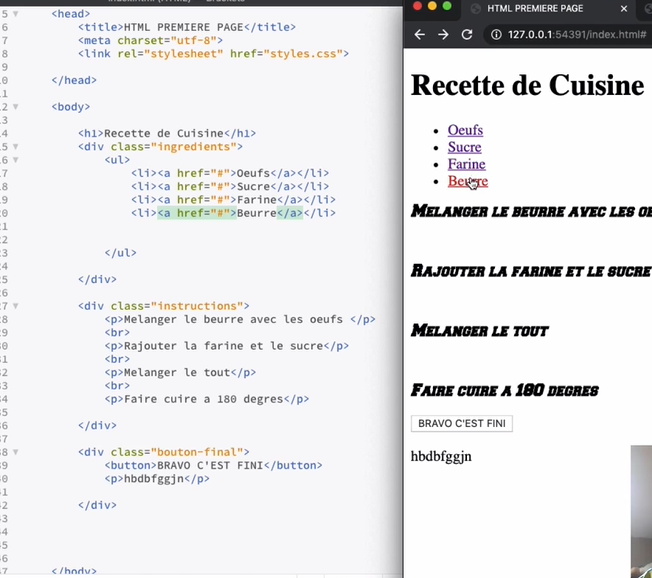 <head>
<title>HTML PREMIERE PAGE</title>
<meta charset="utf-8">
<link rel="stylesheet" href="styles.css">
</head>
<body>
<h1>Recette de Cuisine</h1>
<div class="ingredients">
<ul>
<li><a href="#">Oeufs</a></li>
<li><a href="#">Sucre</a></li>
<li><a href="#">Farine</a></li>
<li><a href="#">Beurre</a></li>
</ul>
</div>
<div class="instructions">
<p>Melanger le beurre avec les oeufs </p>
<br>
<p>Rajouter la farine et le sucre</p>
<br>
<p>Melanger le tout</p>
<br>
<p>Faire cuire a 180 degres</p>
</div>
<div class="bouton-final">
<button>BRAVO C'EST FINI</button>
<p>hbdbfggjn</p>
</div>
</body>
HTML PREMIERE PAGE
127.0.0.1:54391/index.html#
Recette de Cuisine
Oeufs
Sucre
Farine
Beurre
Melanger le beurre avec les
Rajouter la farine et le sucre
Melanger le tout
Faire cuire a 180 degres
BRAVO C'EST FINI
hbdbfggjn